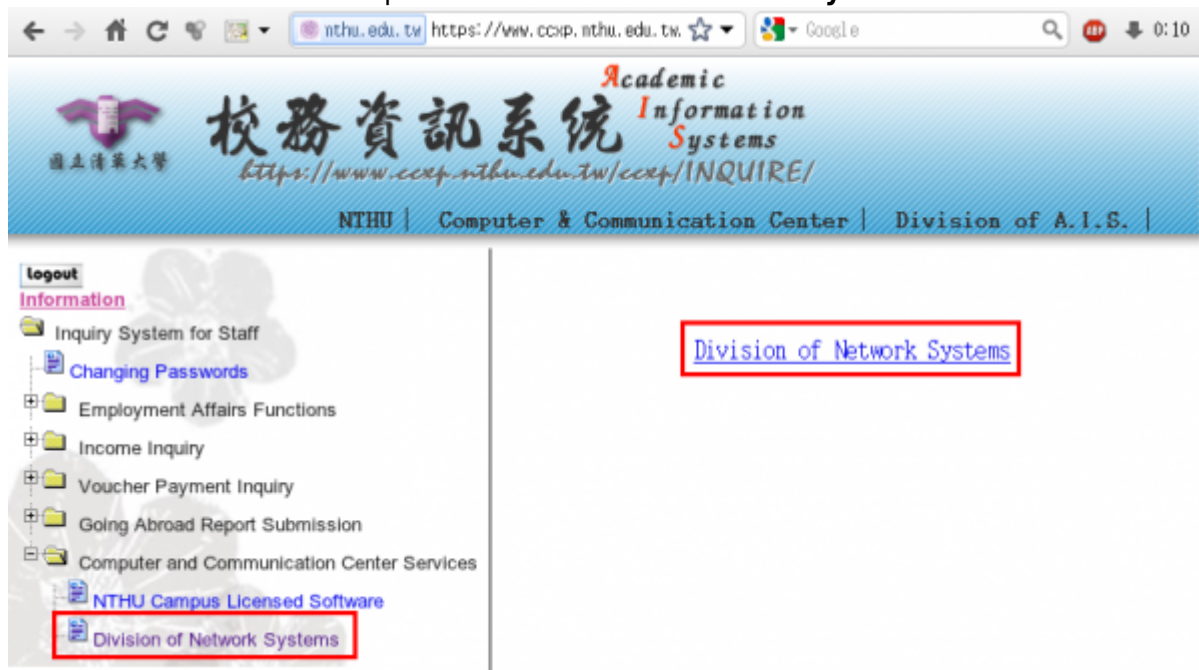 nthu.edu.tw https://www.ccxp.nthu.edu.tw. Google 0:10
Academic
校務資訊系統 Information
國立清華大學 Systems
https://www.ccxp.nthu.edu.tw/ccxp/INQUIRE/
NTHU | Computer & Communication Center | Division of A.I.S. |
logout
Information
Inquiry System for Staff
Division of Network Systems
Changing Passwords
Employment Affairs Functions
Income Inquiry
Voucher Payment Inquiry
Going Abroad Report Submission
Computer and Communication Center Services
NTHU Campus Licensed Software
Division of Network Systems